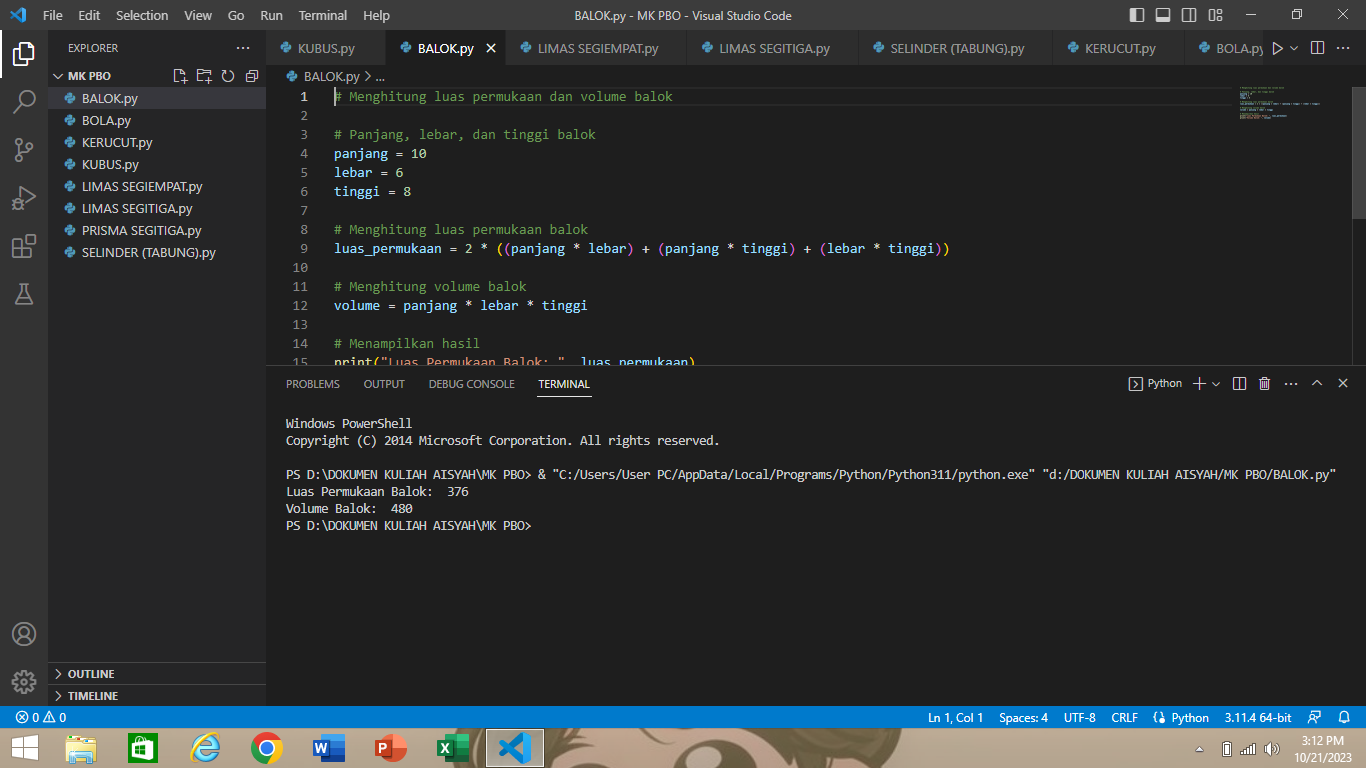 File Edit Selection View Go Run Terminal Help BALOK.py - MK PBO - Visual Studio Code
EXPLORER
KUBUS.py BALOK.py LIMAS SEGIEMPAT.py LIMAS SEGITIGA.py SELINDER (TABUNG).py KERUCUT.py BOLA.py
MK PBO
BALOK.py
BOLA.py
KERUCUT.py
KUBUS.py
LIMAS SEGIEMPAT.py
LIMAS SEGITIGA.py
PRISMA SEGITIGA.py
SELINDER (TABUNG).py
OUTLINE
TIMELINE
BALOK.py > ...
1 # Menghitung luas permukaan dan volume balok
2
3 # Panjang, lebar, dan tinggi balok
4 panjang = 10
5 lebar = 6
6 tinggi = 8
7
8 # Menghitung luas permukaan balok
9 luas_permukaan = 2 * ((panjang * lebar) + (panjang * tinggi) + (lebar * tinggi))
10
11 # Menghitung volume balok
12 volume = panjang * lebar * tinggi
13
14 # Menampilkan hasil
15 print("Luas Permukaan Balok: ", luas_permukaan)
PROBLEMS OUTPUT DEBUG CONSOLE TERMINAL Python
Windows PowerShell
Copyright (C) 2014 Microsoft Corporation. All rights reserved.
PS D:\DOKUMEN KULIAH AISYAH\MK PBO> & "C:/Users/User PC/AppData/Local/Programs/Python/Python311/python.exe" "d:/DOKUMEN KULIAH AISYAH/MK PBO/BALOK.py"
Luas Permukaan Balok:  376
Volume Balok:  480
PS D:\DOKUMEN KULIAH AISYAH\MK PBO>
0 0 Ln 1, Col 1 Spaces: 4 UTF-8 CRLF Python 3.11.4 64-bit
3:12 PM
10/21/2023